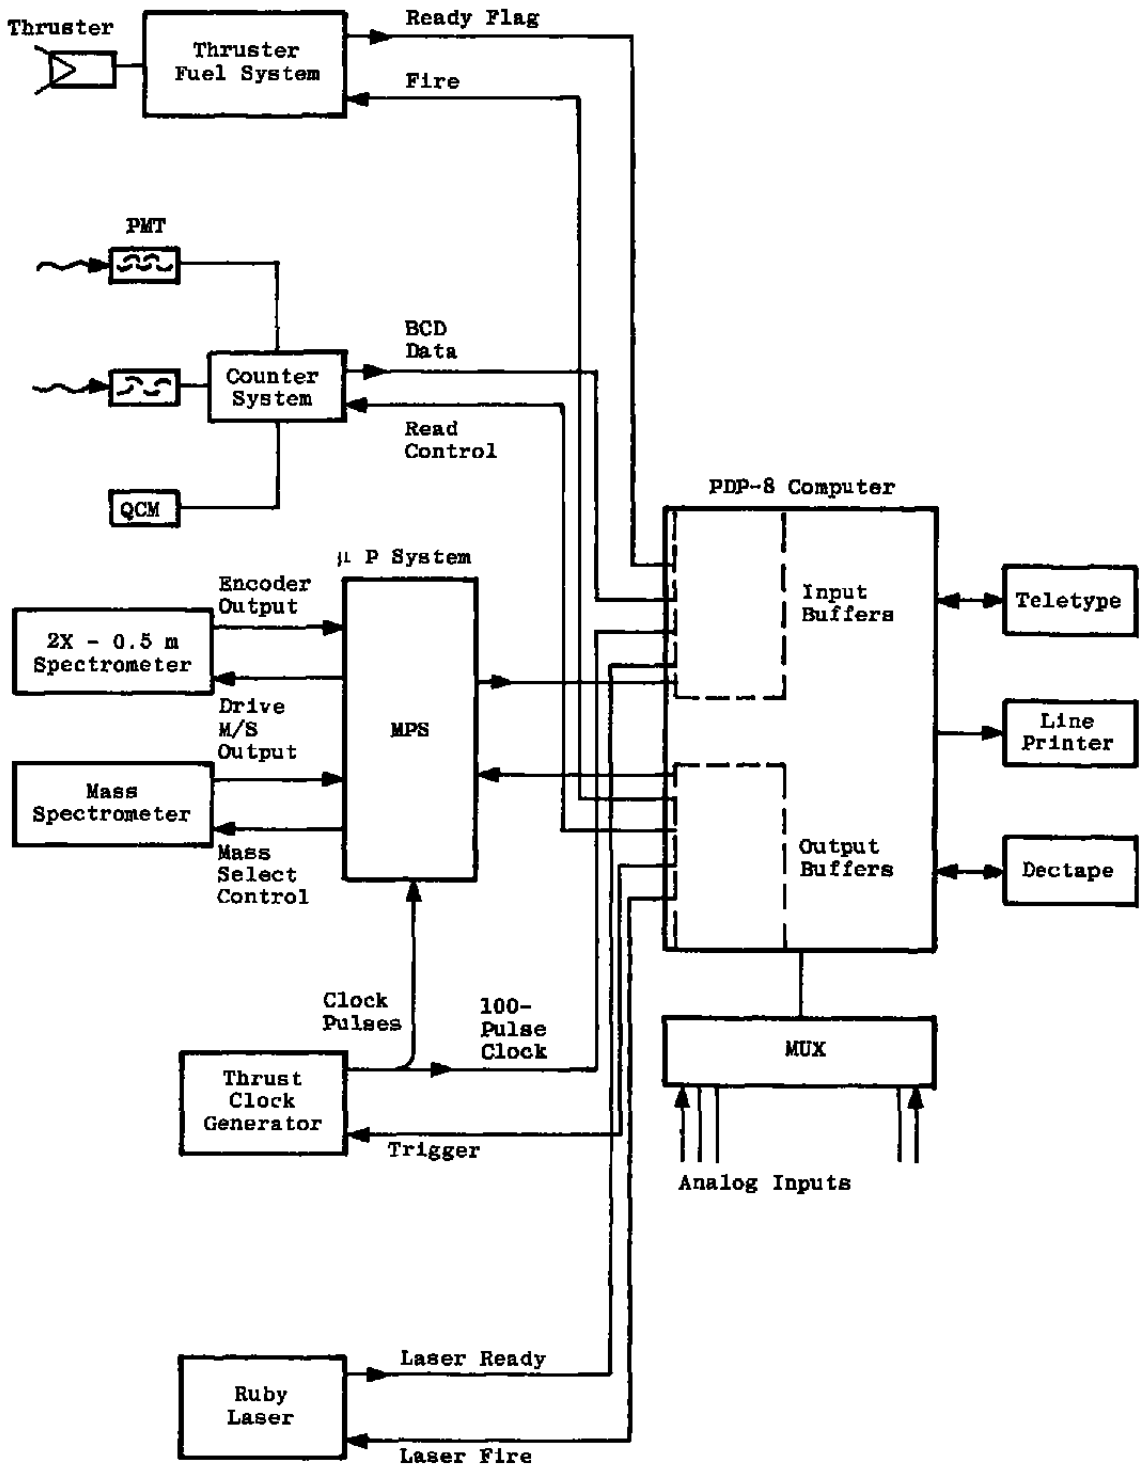 Thruster
Thruster
Fuel System
Ready Flag
Fire
PMT
BCD
Data
Counter
System
Read
Control
QCM
PDP-8 Computer
μ P System
Encoder
Output
2X - 0.5 m
Spectrometer
Drive
M/S
Output
MPS
Mass
Spectrometer
Mass
Select
Control
Input
Buffers
Output
Buffers
Teletype
Line
Printer
Dectape
Clock
Pulses
100-
Pulse
Clock
MUX
Thrust
Clock
Generator
Trigger
Analog Inputs
Laser Ready
Ruby
Laser
Laser Fire